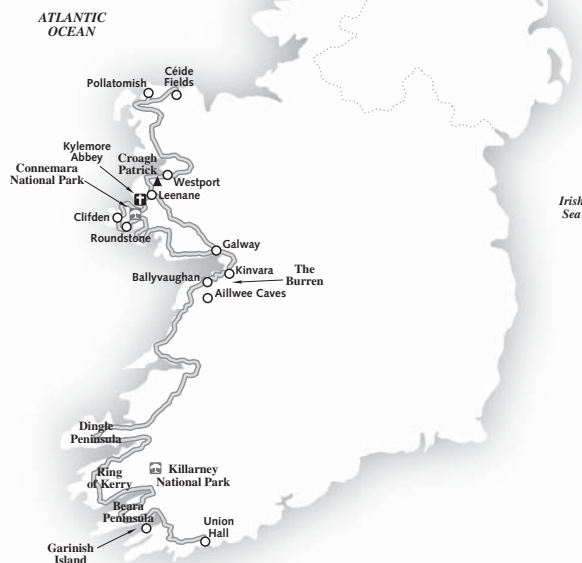 ATLANTIC
OCEAN
Céide
Fields
Pollatomish
Kylemore
Abbey
Croagh
Patrick
Connemara
National Park
Westport
Leenane
Clifden
Roundstone
Irish
Sea
Galway
Kinvara
The
Burren
Ballyvaughan
Aillwee Caves
Dingle
Peninsula
Ring
of Kerry
Killarney
National Park
Beara
Peninsula
Union
Hall
Garinish
Island